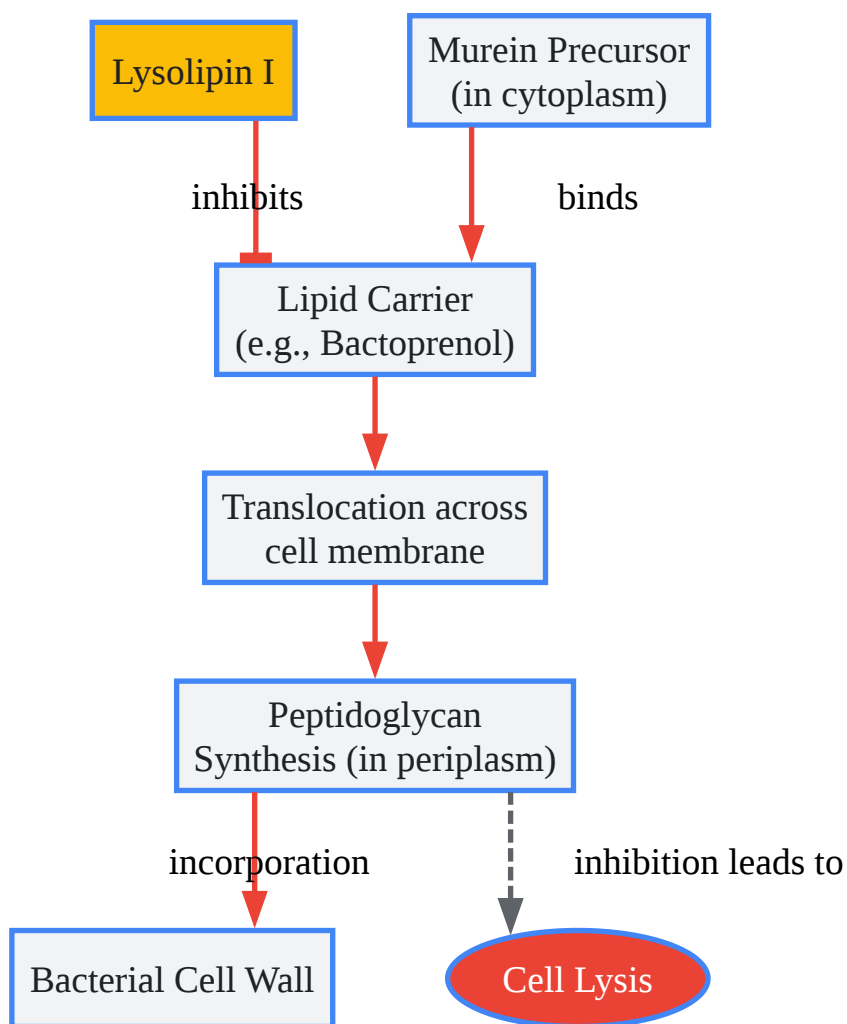 Lysolipin I
Murein Precursor
(in cytoplasm)
inhibits
binds
Lipid Carrier
(e.g., Bactoprenol)
Translocation across
cell membrane
Peptidoglycan
Synthesis (in periplasm)
incorporation
inhibition leads to
Bacterial Cell Wall
Cell Lysis